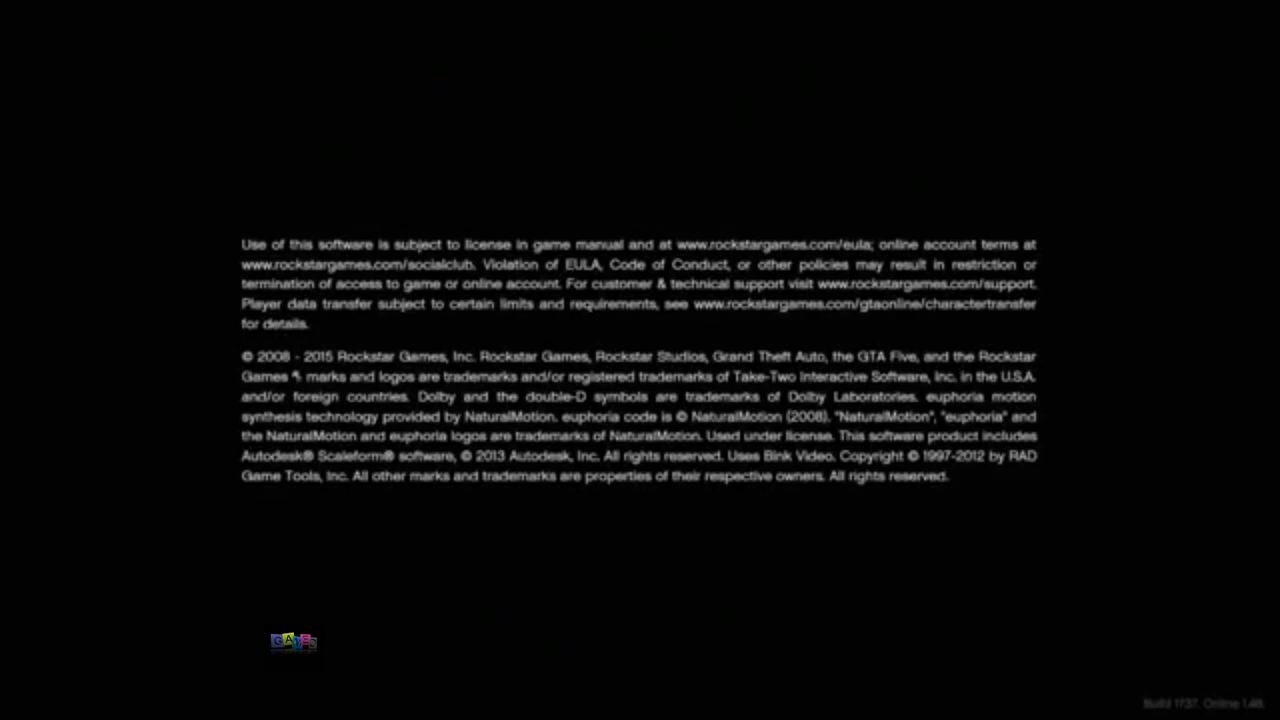 Use of this software is subject to license in game manual and at www.rockstargames.com/eula; online account terms at
www.rockstargames.com/socialclub. Violation of EULA, Code of Conduct, or other policies may result in restriction or
termination of access to game or online account. For customer & technical support visit www.rockstargames.com/support.
Player data transfer subject to certain limits and requirements, see www.rockstargames.com/gtaonline/charactertransfer
for details.
© 2008 - 2015 Rockstar Games, Inc. Rockstar Games, Rockstar Studios, Grand Theft Auto, the GTA Five, and the Rockstar
Games marks and logos are trademarks and/or registered trademarks of Take-Two Interactive Software, Inc. in the U.S.A.
and/or foreign countries. Dolby and the double-D symbols are trademarks of Dolby Laboratories. euphoria motion
synthesis technology provided by NaturalMotion. euphoria code is © NaturalMotion (2008). "NaturalMotion", "euphoria" and
the NaturalMotion and euphoria logos are trademarks of NaturalMotion. Used under license. This software product includes
Autodesk® Scaleform® software, © 2013 Autodesk, Inc. All rights reserved. Uses Bink Video. Copyright © 1997-2012 by RAD
Game Tools, Inc. All other marks and trademarks are properties of their respective owners. All rights reserved.
GAMES
Build 1737, Online 1.48